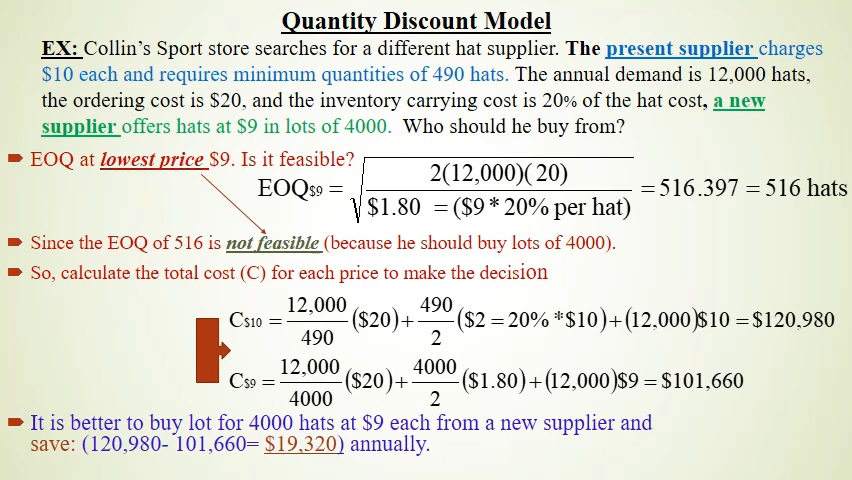 Quantity Discount Model
EX: Collin's Sport store searches for a different hat supplier. The present supplier charges
$10 each and requires minimum quantities of 490 hats. The annual demand is 12,000 hats,
the ordering cost is $20, and the inventory carrying cost is 20% of the hat cost, a new
supplier offers hats at $9 in lots of 4000. Who should he buy from?
EOQ at lowest price $9. Is it feasible?
EOQ$9 = √ 2(12,000)(20) / $1.80 = ($9 * 20% per hat) = 516.397 = 516 hats
Since the EOQ of 516 is not feasible (because he should buy lots of 4000).
So, calculate the total cost (C) for each price to make the decision
C$10 = 12,000/490 ($20) + 490/2 ($2 = 20% *$10) + (12,000)$10 = $120,980
C$9 = 12,000/4000 ($20) + 4000/2 ($1.80) + (12,000)$9 = $101,660
It is better to buy lot for 4000 hats at $9 each from a new supplier and
save: (120,980- 101,660= $19,320) annually.